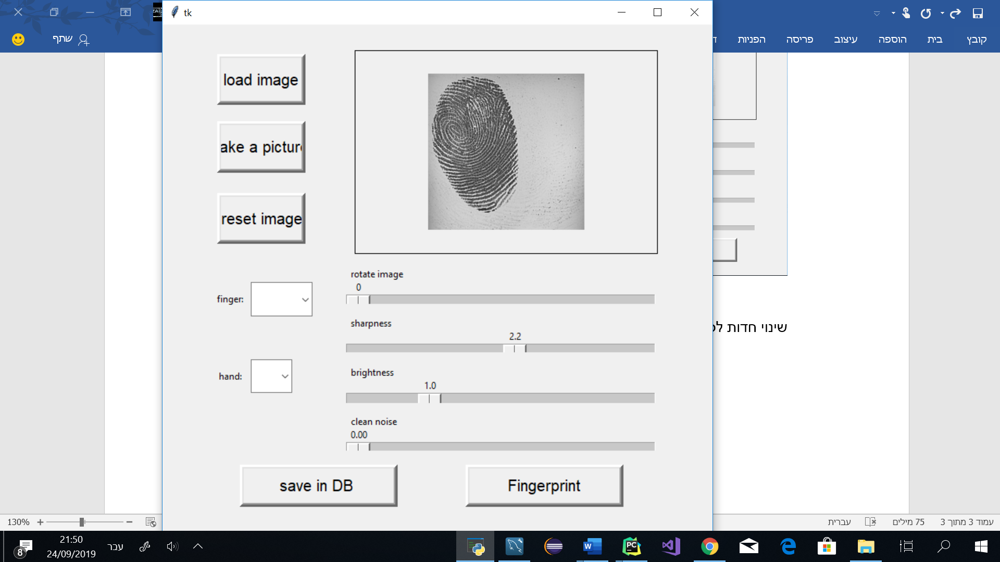 tk
שתף
קובץ
בית
הוספה
עיצוב
פריסה
הפניות
load image
ake a pictur
reset image
finger:
hand:
rotate image
0
sharpness
2.2
brightness
1.0
clean noise
0.00
save in DB
Fingerprint
שינוי חדות
130%
עמוד 3 מתוך 3
75 מילים
עברית
8
21:50
24/09/2019
עבר
W
PC